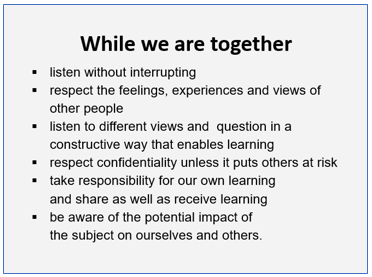 While we are together
▪ listen without interrupting
▪ respect the feelings, experiences and views of
other people
▪ listen to different views and  question in a
constructive way that enables learning
▪ respect confidentiality unless it puts others at risk
▪ take responsibility for our own learning
and share as well as receive learning
▪ be aware of the potential impact of
the subject on ourselves and others.